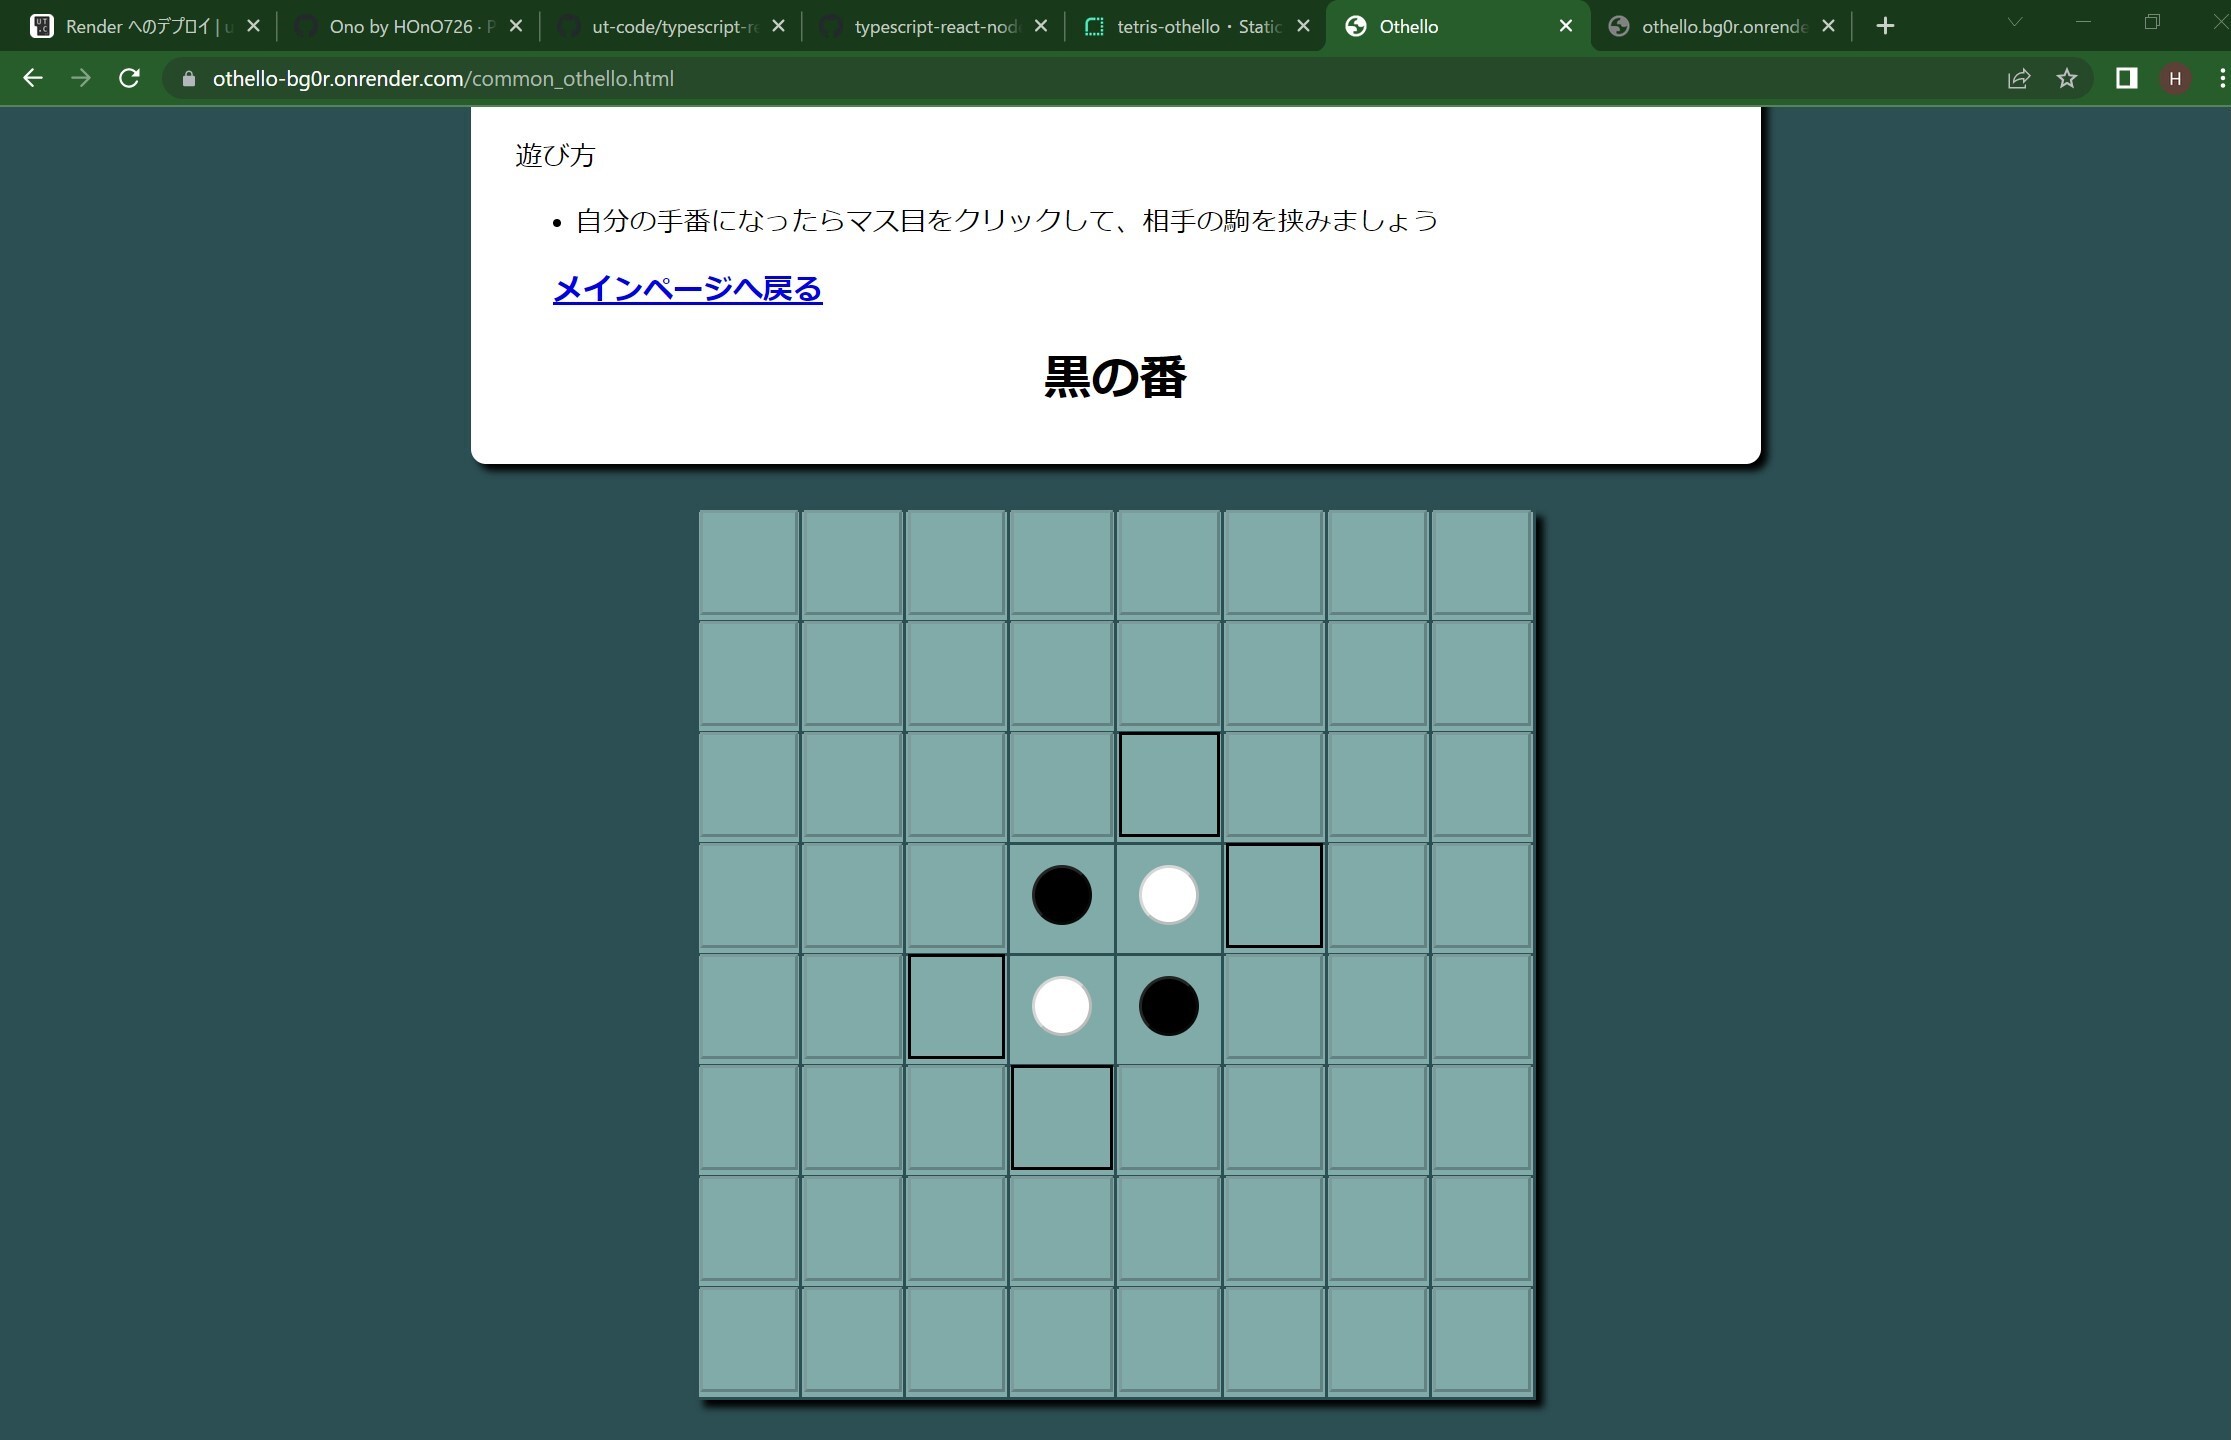 Render へのデプロイ | u
Ono by HOnO726 · P
ut-code/typescript-re
typescript-react-node
tetris-othello · Static
Othello
othello.bg0r.onrende
othello-bg0r.onrender.com/common_othello.html
H
遊び方
• 自分の手番になったらマス目をクリックして、相手の駒を挟みましょう
メインページへ戻る
黒の番